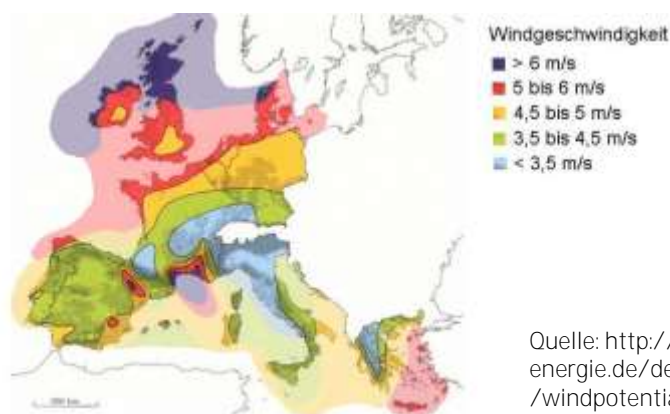 Windgeschwindigkeit
> 6 m/s
5 bis 6 m/s
4,5 bis 5 m/s
3,5 bis 4,5 m/s
< 3,5 m/s
Quelle: http://
energie.de/de
/windpotentia